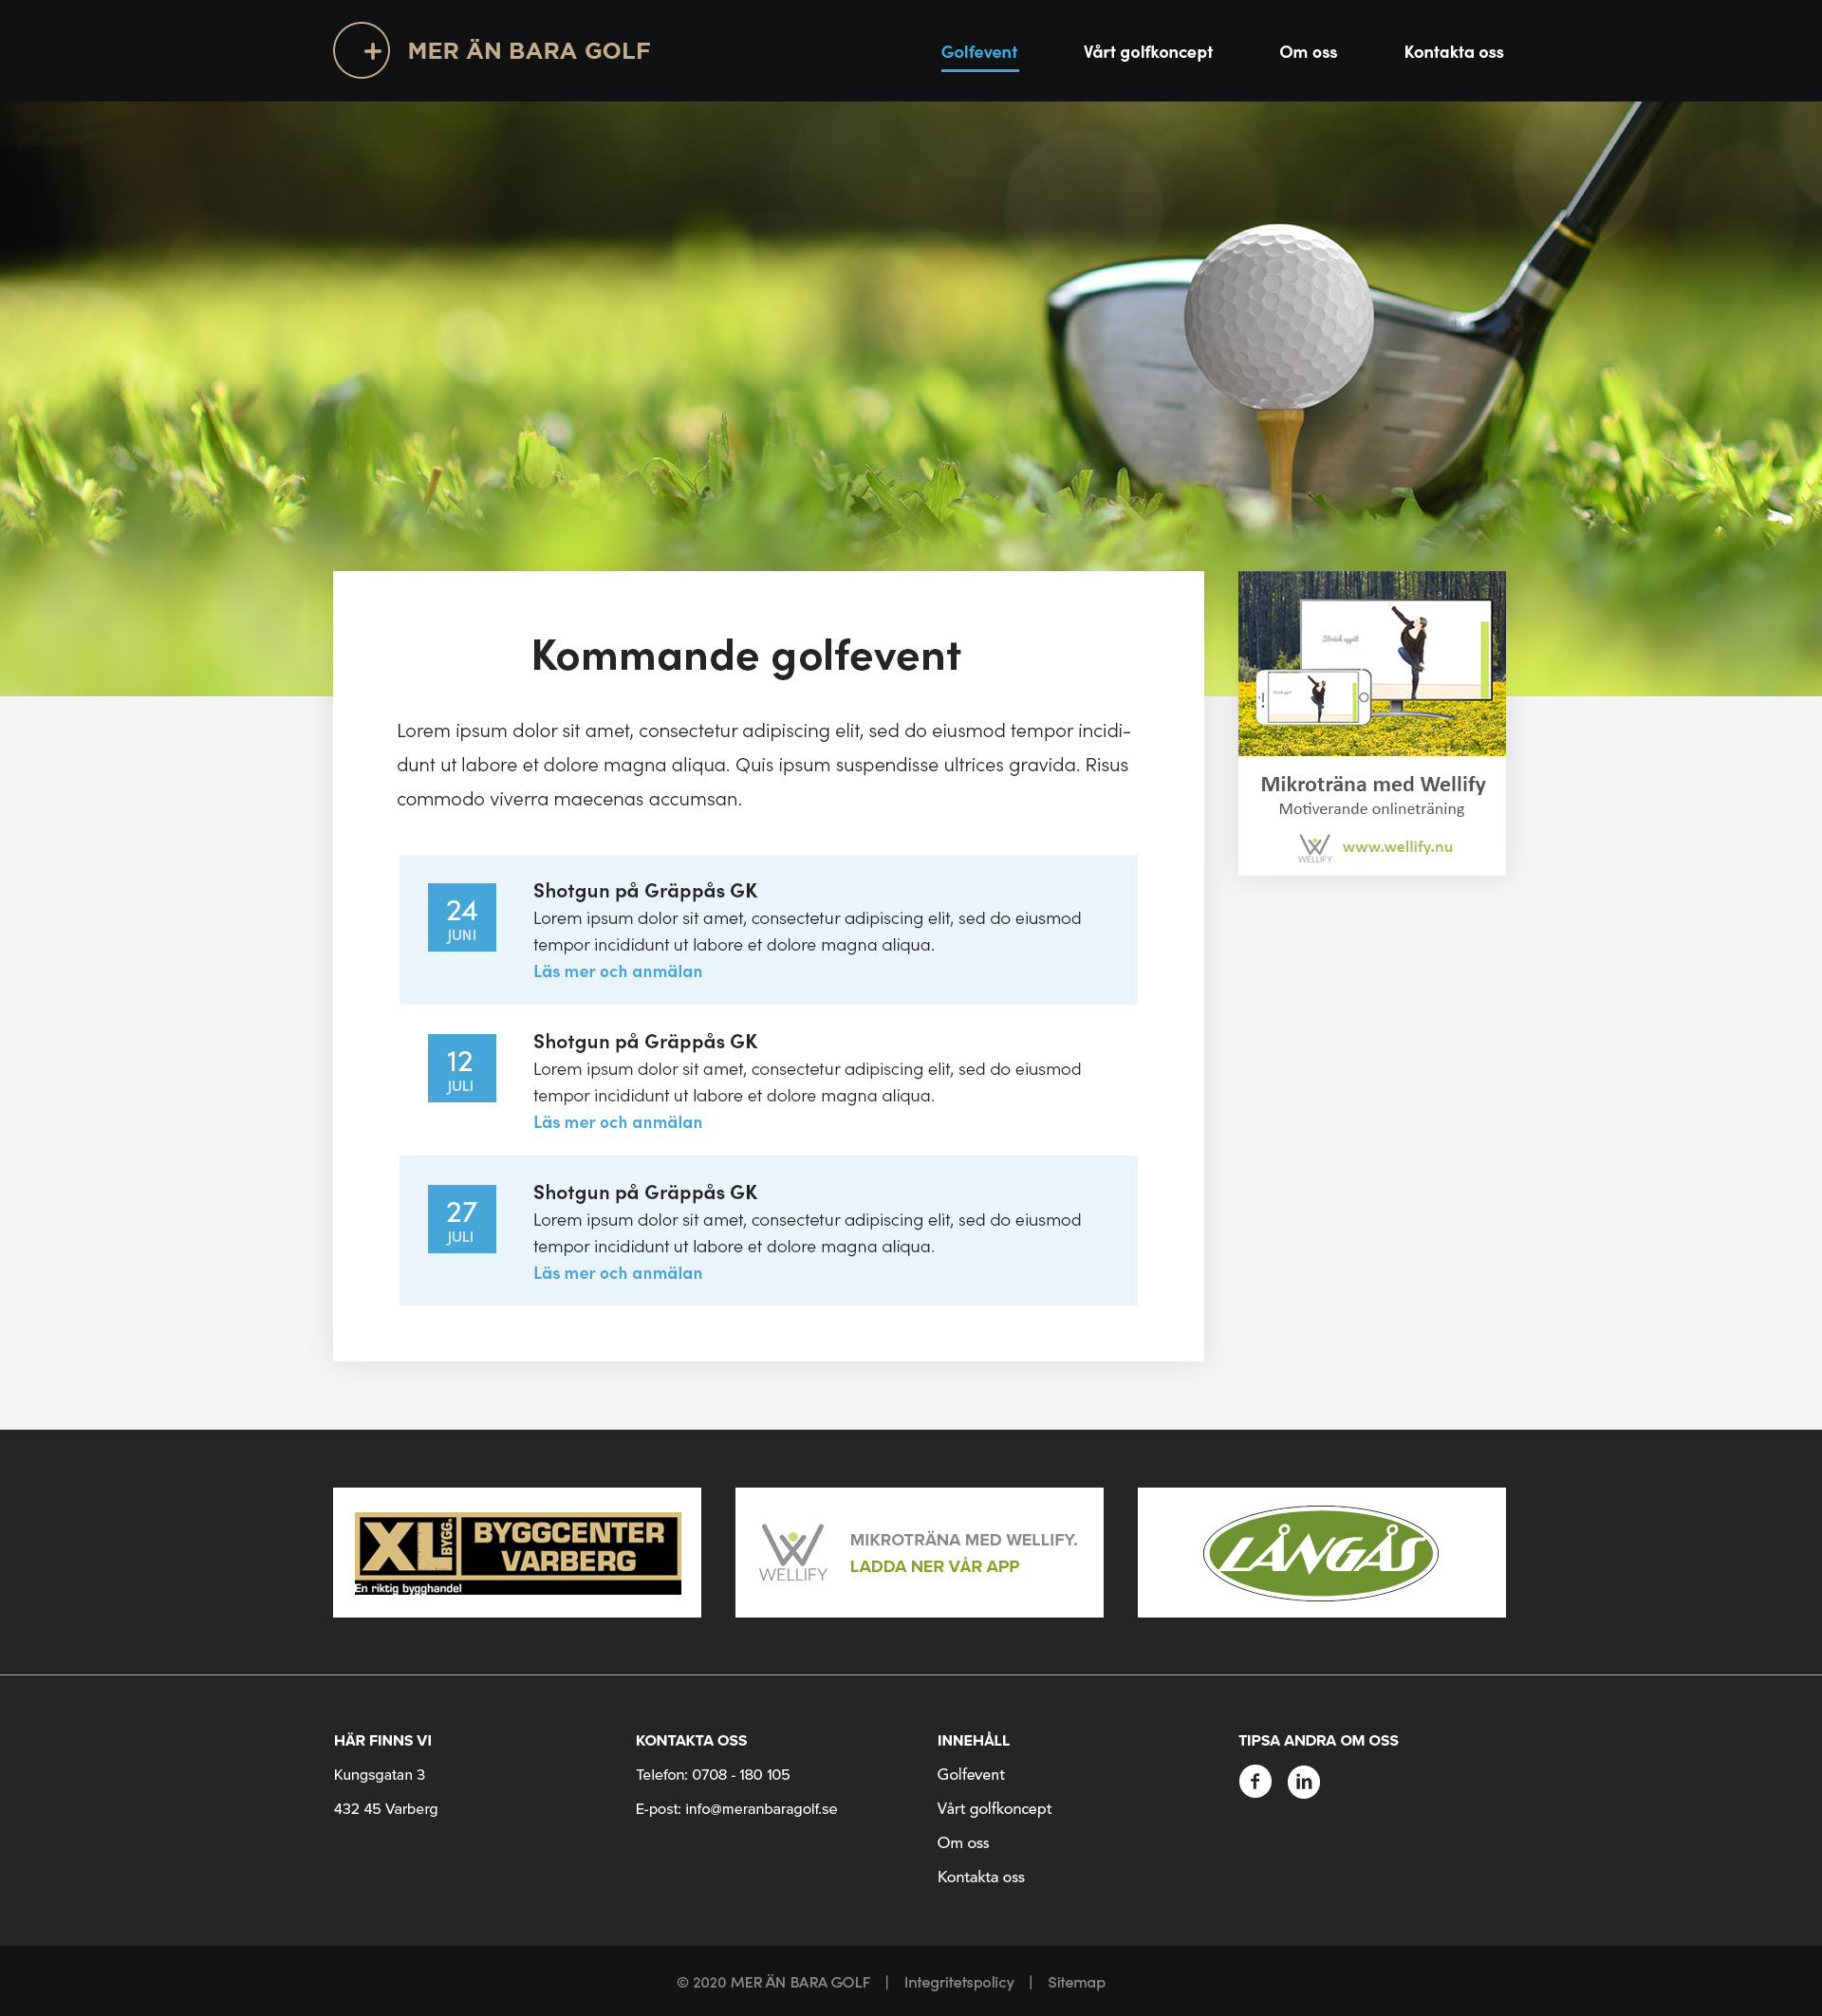 MER ÄN BARA GOLF
Golfevent
Vårt golfkoncept
Om oss
Kontakta oss
Kommande golfevent
Lorem ipsum dolor sit amet, consectetur adipiscing elit, sed do eiusmod tempor incidi-
dunt ut labore et dolore magna aliqua. Quis ipsum suspendisse ultrices gravida. Risus
commodo viverra maecenas accumsan.
24
JUNI
Shotgun på Gräppås GK
Lorem ipsum dolor sit amet, consectetur adipiscing elit, sed do eiusmod
tempor incididunt ut labore et dolore magna aliqua.
Läs mer och anmälan
12
JULI
Shotgun på Gräppås GK
Lorem ipsum dolor sit amet, consectetur adipiscing elit, sed do eiusmod
tempor incididunt ut labore et dolore magna aliqua.
Läs mer och anmälan
27
JULI
Shotgun på Gräppås GK
Lorem ipsum dolor sit amet, consectetur adipiscing elit, sed do eiusmod
tempor incididunt ut labore et dolore magna aliqua.
Läs mer och anmälan
Mikroträna med Wellify
Motiverande onlineträning
WELLIFY
www.wellify.nu
XL BYGG.
BYGGCENTER
VARBERG
En riktig bygghandel
WELLIFY
MIKROTRÄNA MED WELLIFY.
LADDA NER VÅR APP
LÅNGÅS
HÄR FINNS VI
Kungsgatan 3
432 45 Varberg
KONTAKTA OSS
Telefon: 0708 - 180 105
E-post: info@meranbaragolf.se
INNEHÅLL
Golfevent
Vårt golfkoncept
Om oss
Kontakta oss
TIPSA ANDRA OM OSS
f
in
© 2020 MER ÄN BARA GOLF | Integritetspolicy | Sitemap